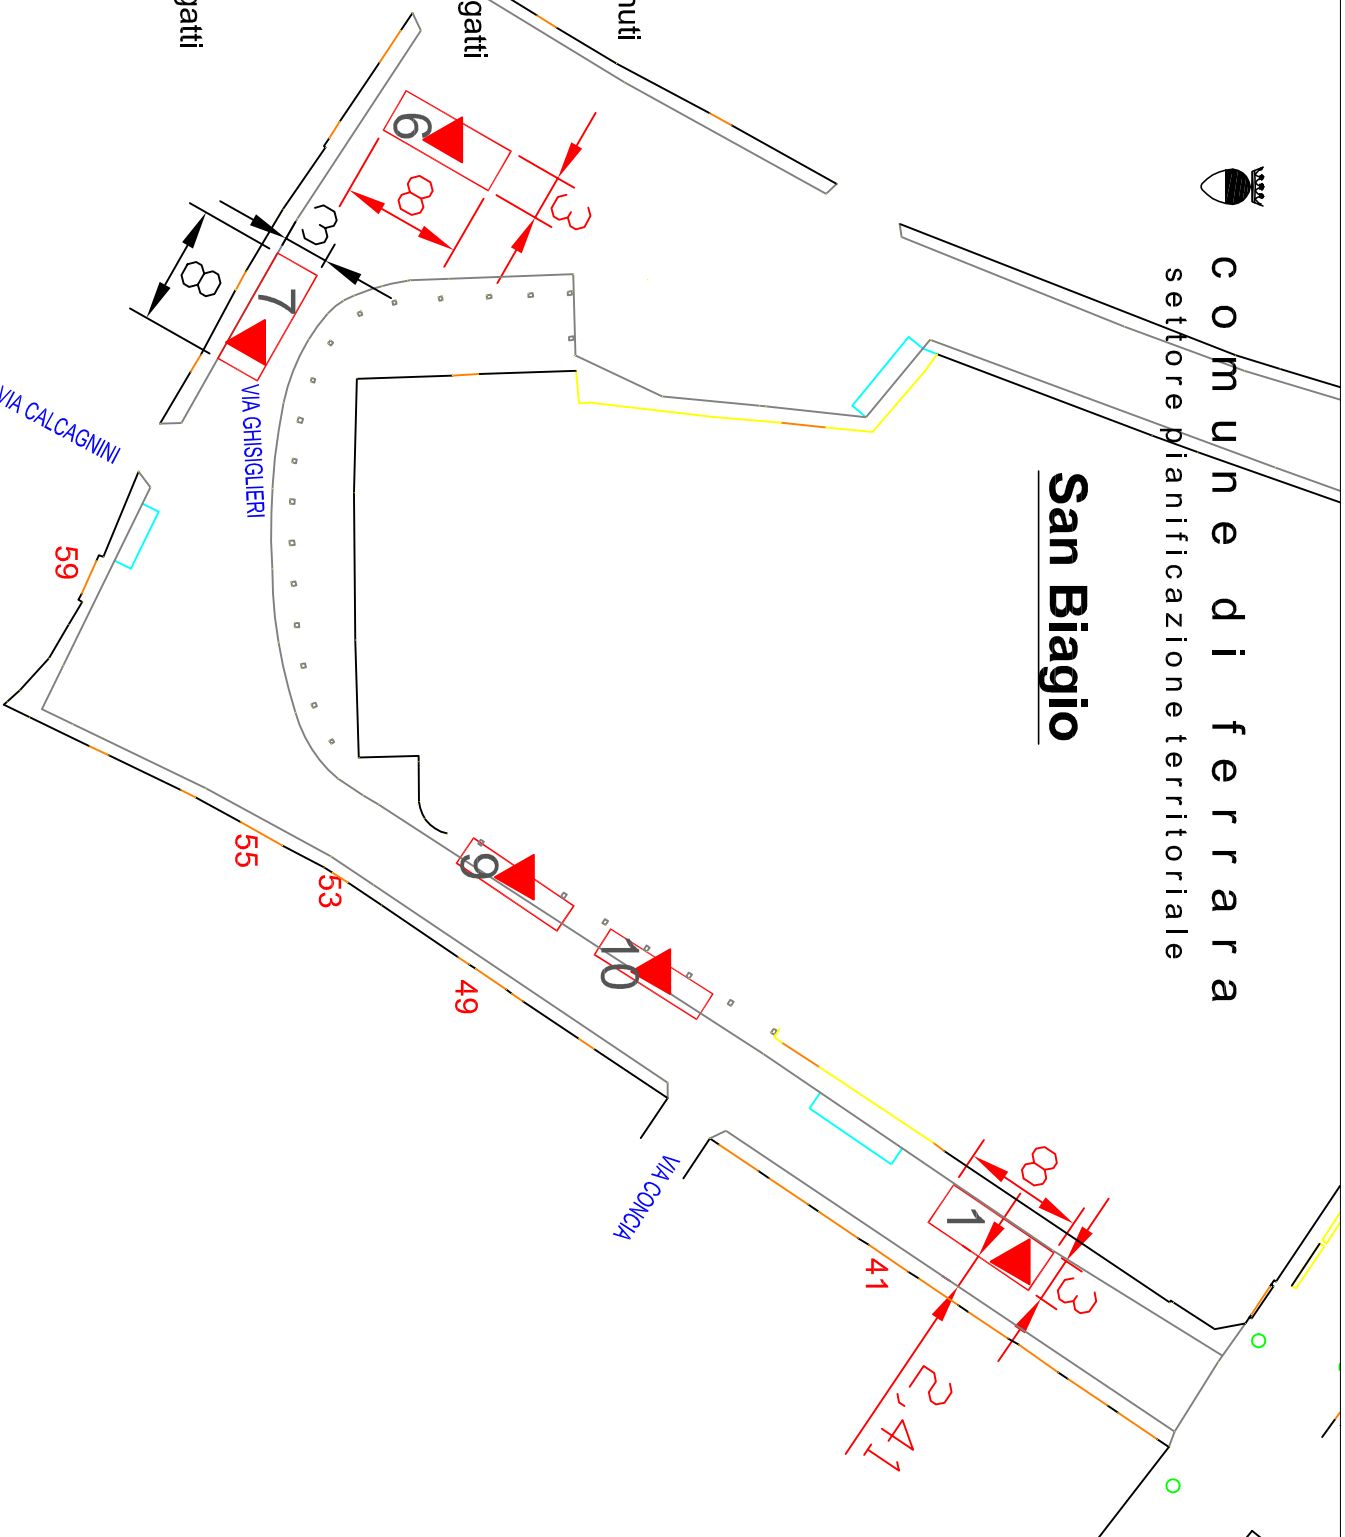 comune di ferrara
settore pianificazione territoriale
San Biagio
nuti
gatti
gatti
6
8
3
3
8
7
VIA GHISIGLIERI
VIA CALCAGNINI
59
55
53
49
9
10
VIA CONCIA
41
1
8
3
2,41